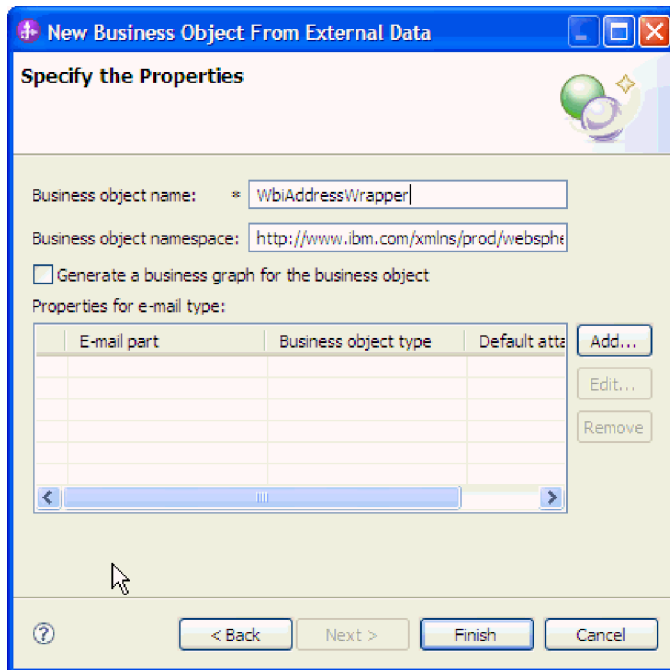 New Business Object From External Data
Specify the Properties
Business object name: * WbiAddressWrapper
Business object namespace: http://www.ibm.com/xmlns/prod/websphe
Generate a business graph for the business object
Properties for e-mail type:
E-mail part Business object type Default atta
Add...
Edit...
Remove
? < Back Next > Finish Cancel